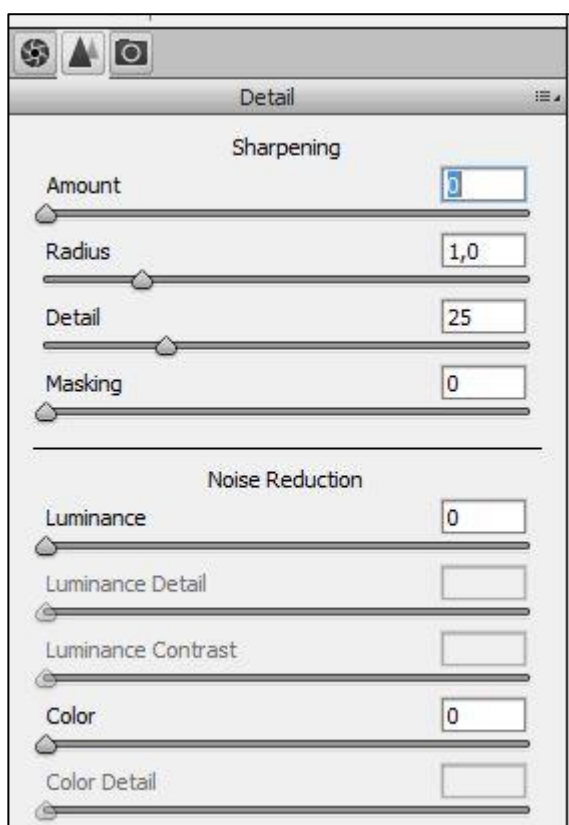 Detail
Sharpening
Amount 0
Radius 1,0
Detail 25
Masking 0
Noise Reduction
Luminance 0
Luminance Detail
Luminance Contrast
Color 0
Color Detail